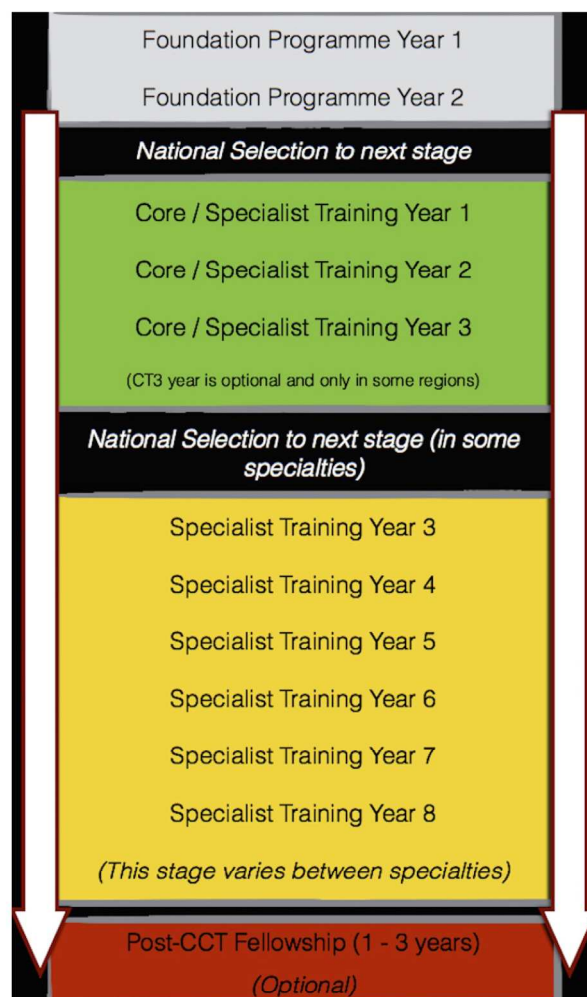 Foundation Programme Year 1
Foundation Programme Year 2
National Selection to next stage
Core / Specialist Training Year 1
Core / Specialist Training Year 2
Core / Specialist Training Year 3
(CT3 year is optional and only in some regions)
National Selection to next stage (in some
specialties)
Specialist Training Year 3
Specialist Training Year 4
Specialist Training Year 5
Specialist Training Year 6
Specialist Training Year 7
Specialist Training Year 8
(This stage varies between specialties)
Post-CCT Fellowship (1 - 3 years)
(Optional)